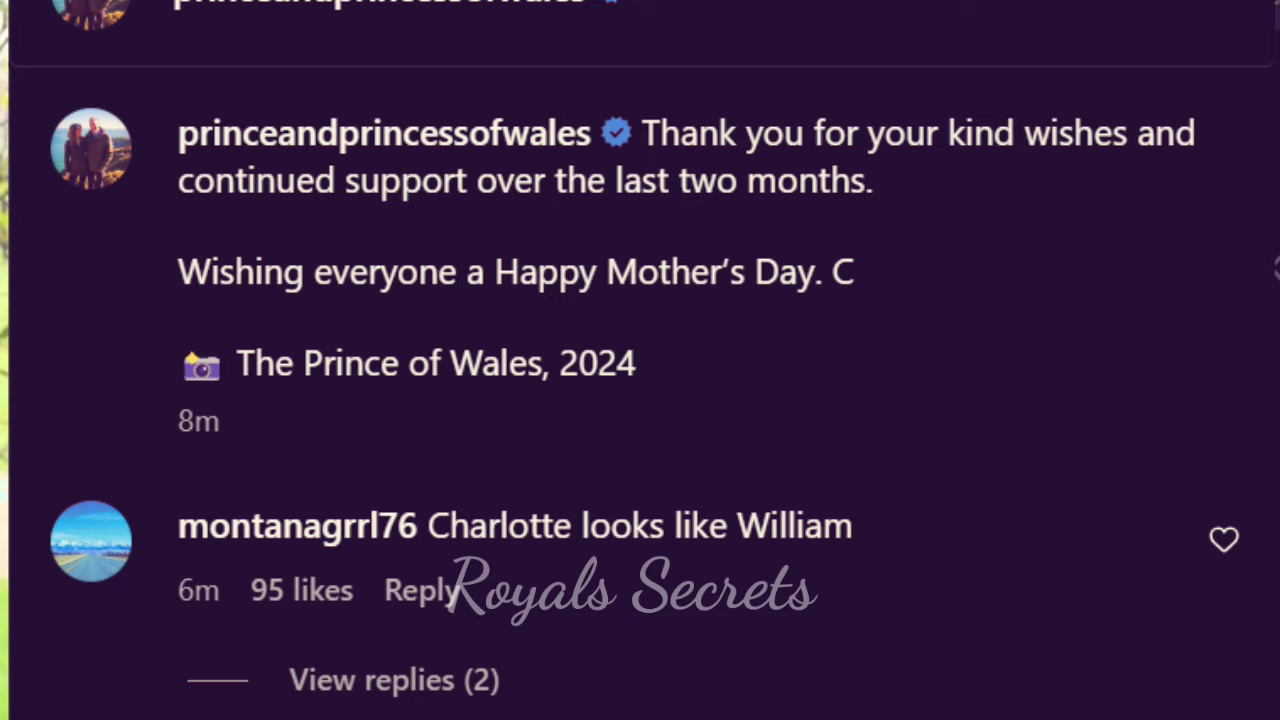 princeandprincessofwales
princeandprincessofwales Thank you for your kind wishes and
continued support over the last two months.
Wishing everyone a Happy Mother’s Day. C
📸 The Prince of Wales, 2024
8m
montanagrrl76 Charlotte looks like William
6m 95 likes Reply
Royals Secrets
View replies (2)